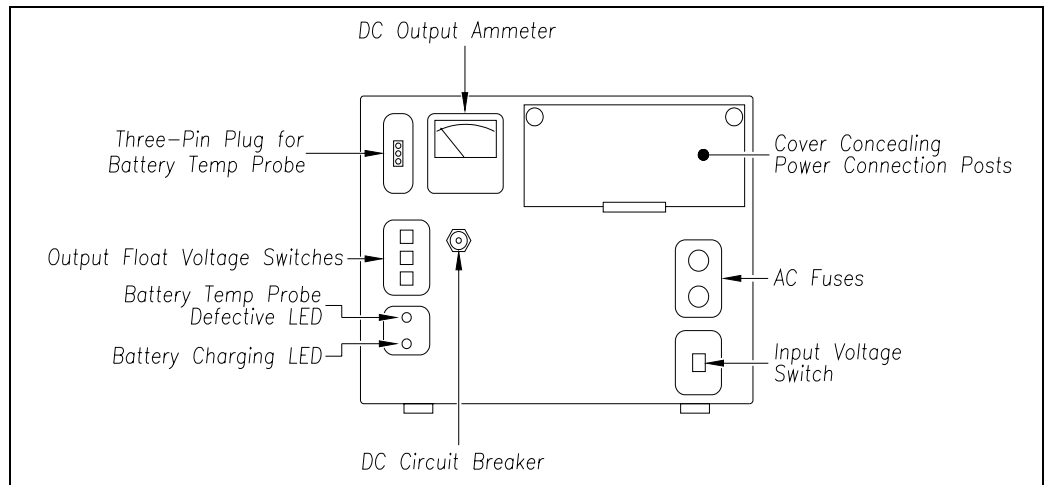 DC Output Ammeter
Three-Pin Plug for
Battery Temp Probe
Cover Concealing
Power Connection Posts
Output Float Voltage Switches
AC Fuses
Battery Temp Probe
Defective LED
Battery Charging LED
Input Voltage
Switch
DC Circuit Breaker